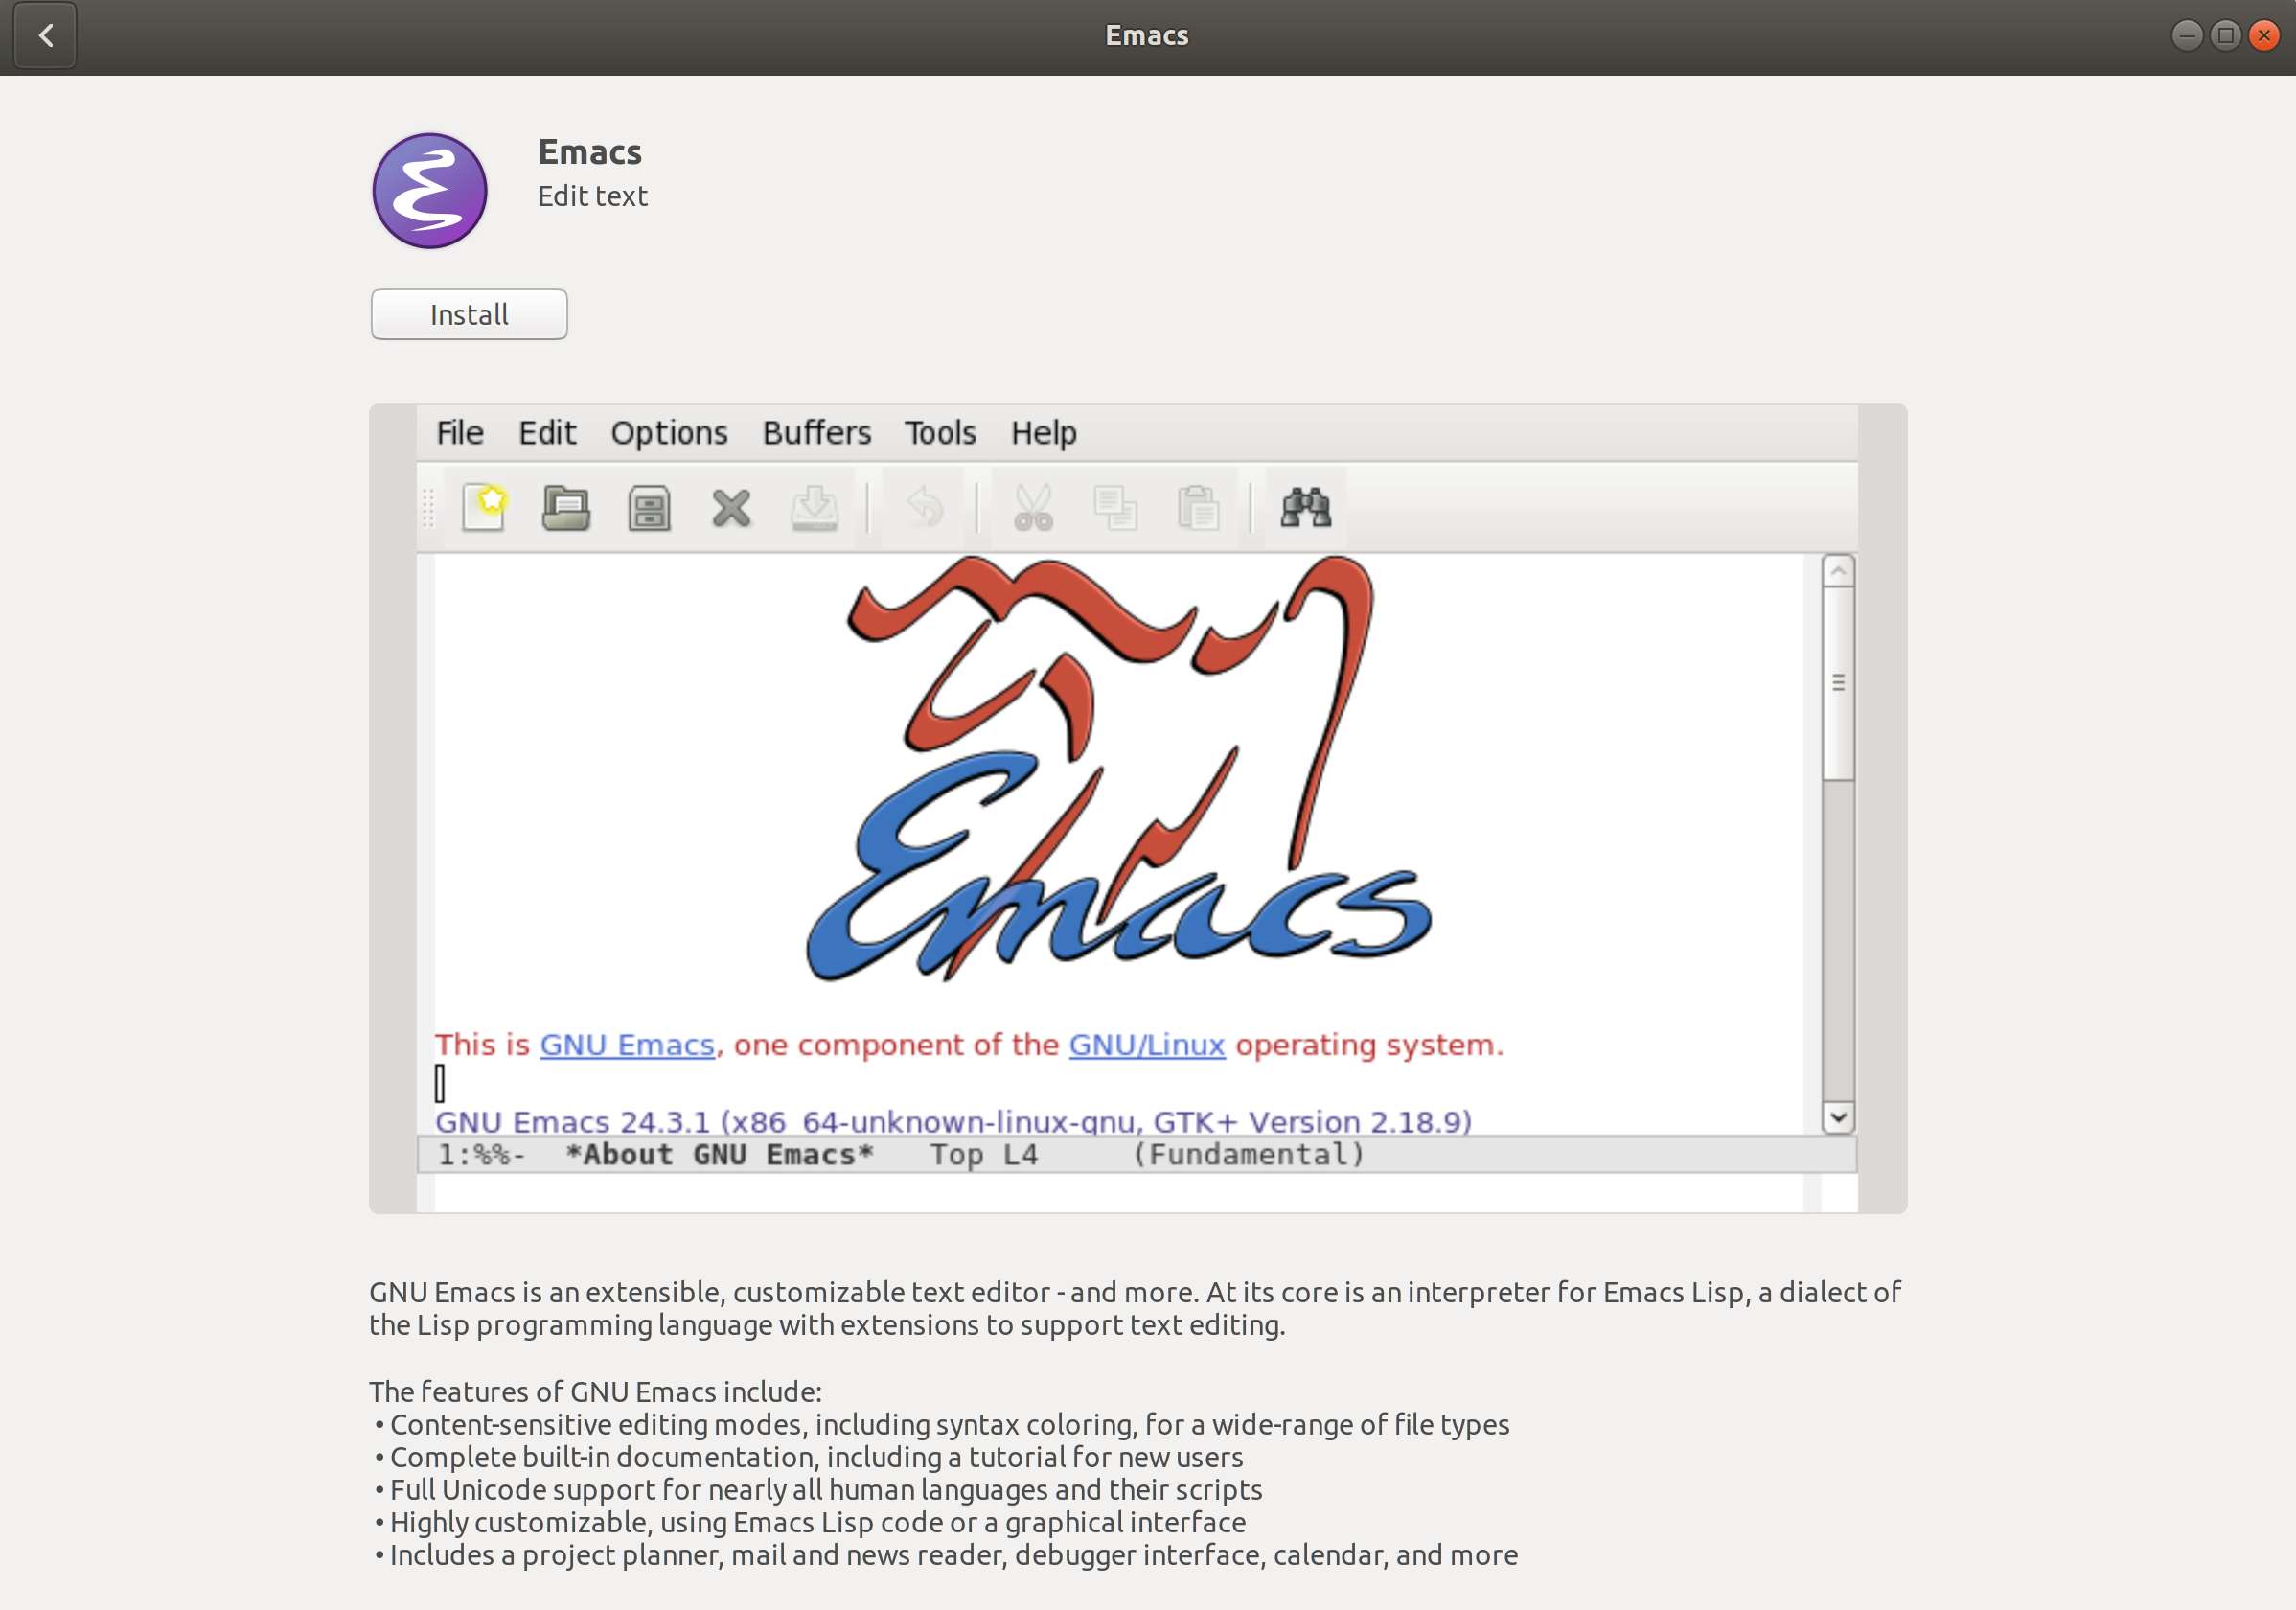 Emacs
Emacs
Edit text
Install
File Edit Options Buffers Tools Help
Emacs
This is GNU Emacs, one component of the GNU/Linux operating system.
GNU Emacs 24.3.1 (x86_64-unknown-linux-gnu, GTK+ Version 2.18.9)
1:%%- *About GNU Emacs* Top L4 (Fundamental)
GNU Emacs is an extensible, customizable text editor - and more. At its core is an interpreter for Emacs Lisp, a dialect of
the Lisp programming language with extensions to support text editing.
The features of GNU Emacs include:
• Content-sensitive editing modes, including syntax coloring, for a wide-range of file types
• Complete built-in documentation, including a tutorial for new users
• Full Unicode support for nearly all human languages and their scripts
• Highly customizable, using Emacs Lisp code or a graphical interface
• Includes a project planner, mail and news reader, debugger interface, calendar, and more